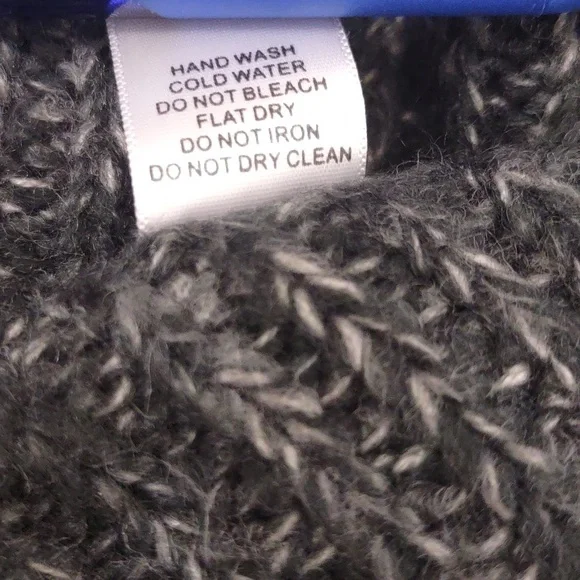 HAND WASH
COLD WATER
DO NOT BLEACH
FLAT DRY
DO NOT IRON
DO NOT DRY CLEAN